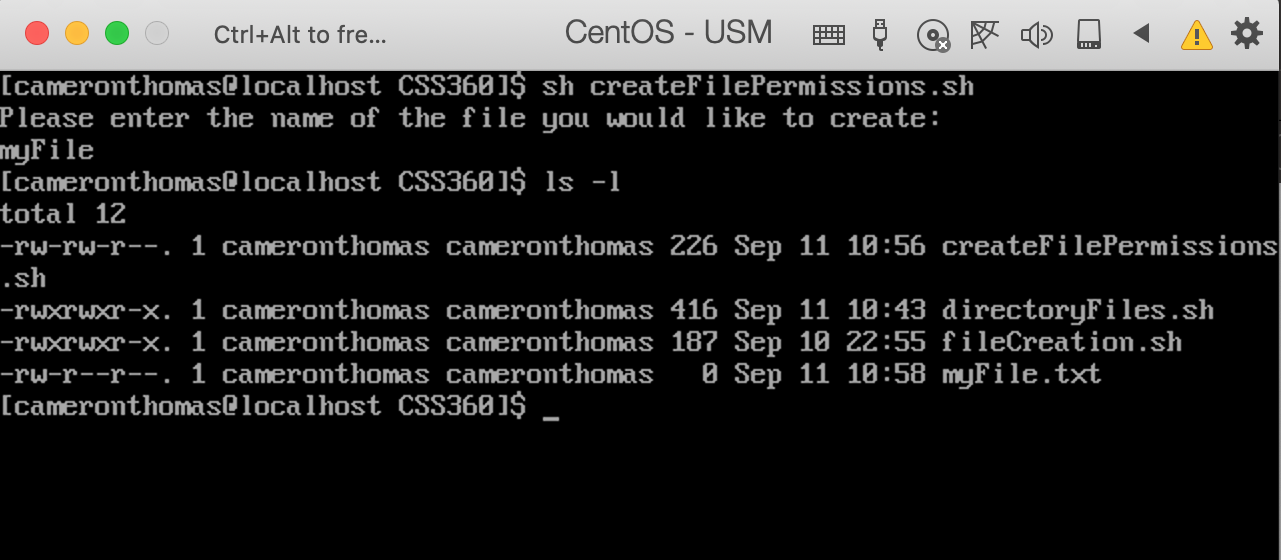 Ctrl+Alt to fre...
CentOS - USM
[cameronthomas@localhost CSS360]$ sh createFilePermissions.sh
Please enter the name of the file you would like to create:
myFile
[cameronthomas@localhost CSS360]$ ls -l
total 12
-rw-rw-r--. 1 cameronthomas cameronthomas 226 Sep 11 10:56 createFilePermissions
.sh
-rwxrwxr-x. 1 cameronthomas cameronthomas 416 Sep 11 10:43 directoryFiles.sh
-rwxrwxr-x. 1 cameronthomas cameronthomas 187 Sep 10 22:55 fileCreation.sh
-rw-r--r--. 1 cameronthomas cameronthomas   0 Sep 11 10:58 myFile.txt
[cameronthomas@localhost CSS360]$ _